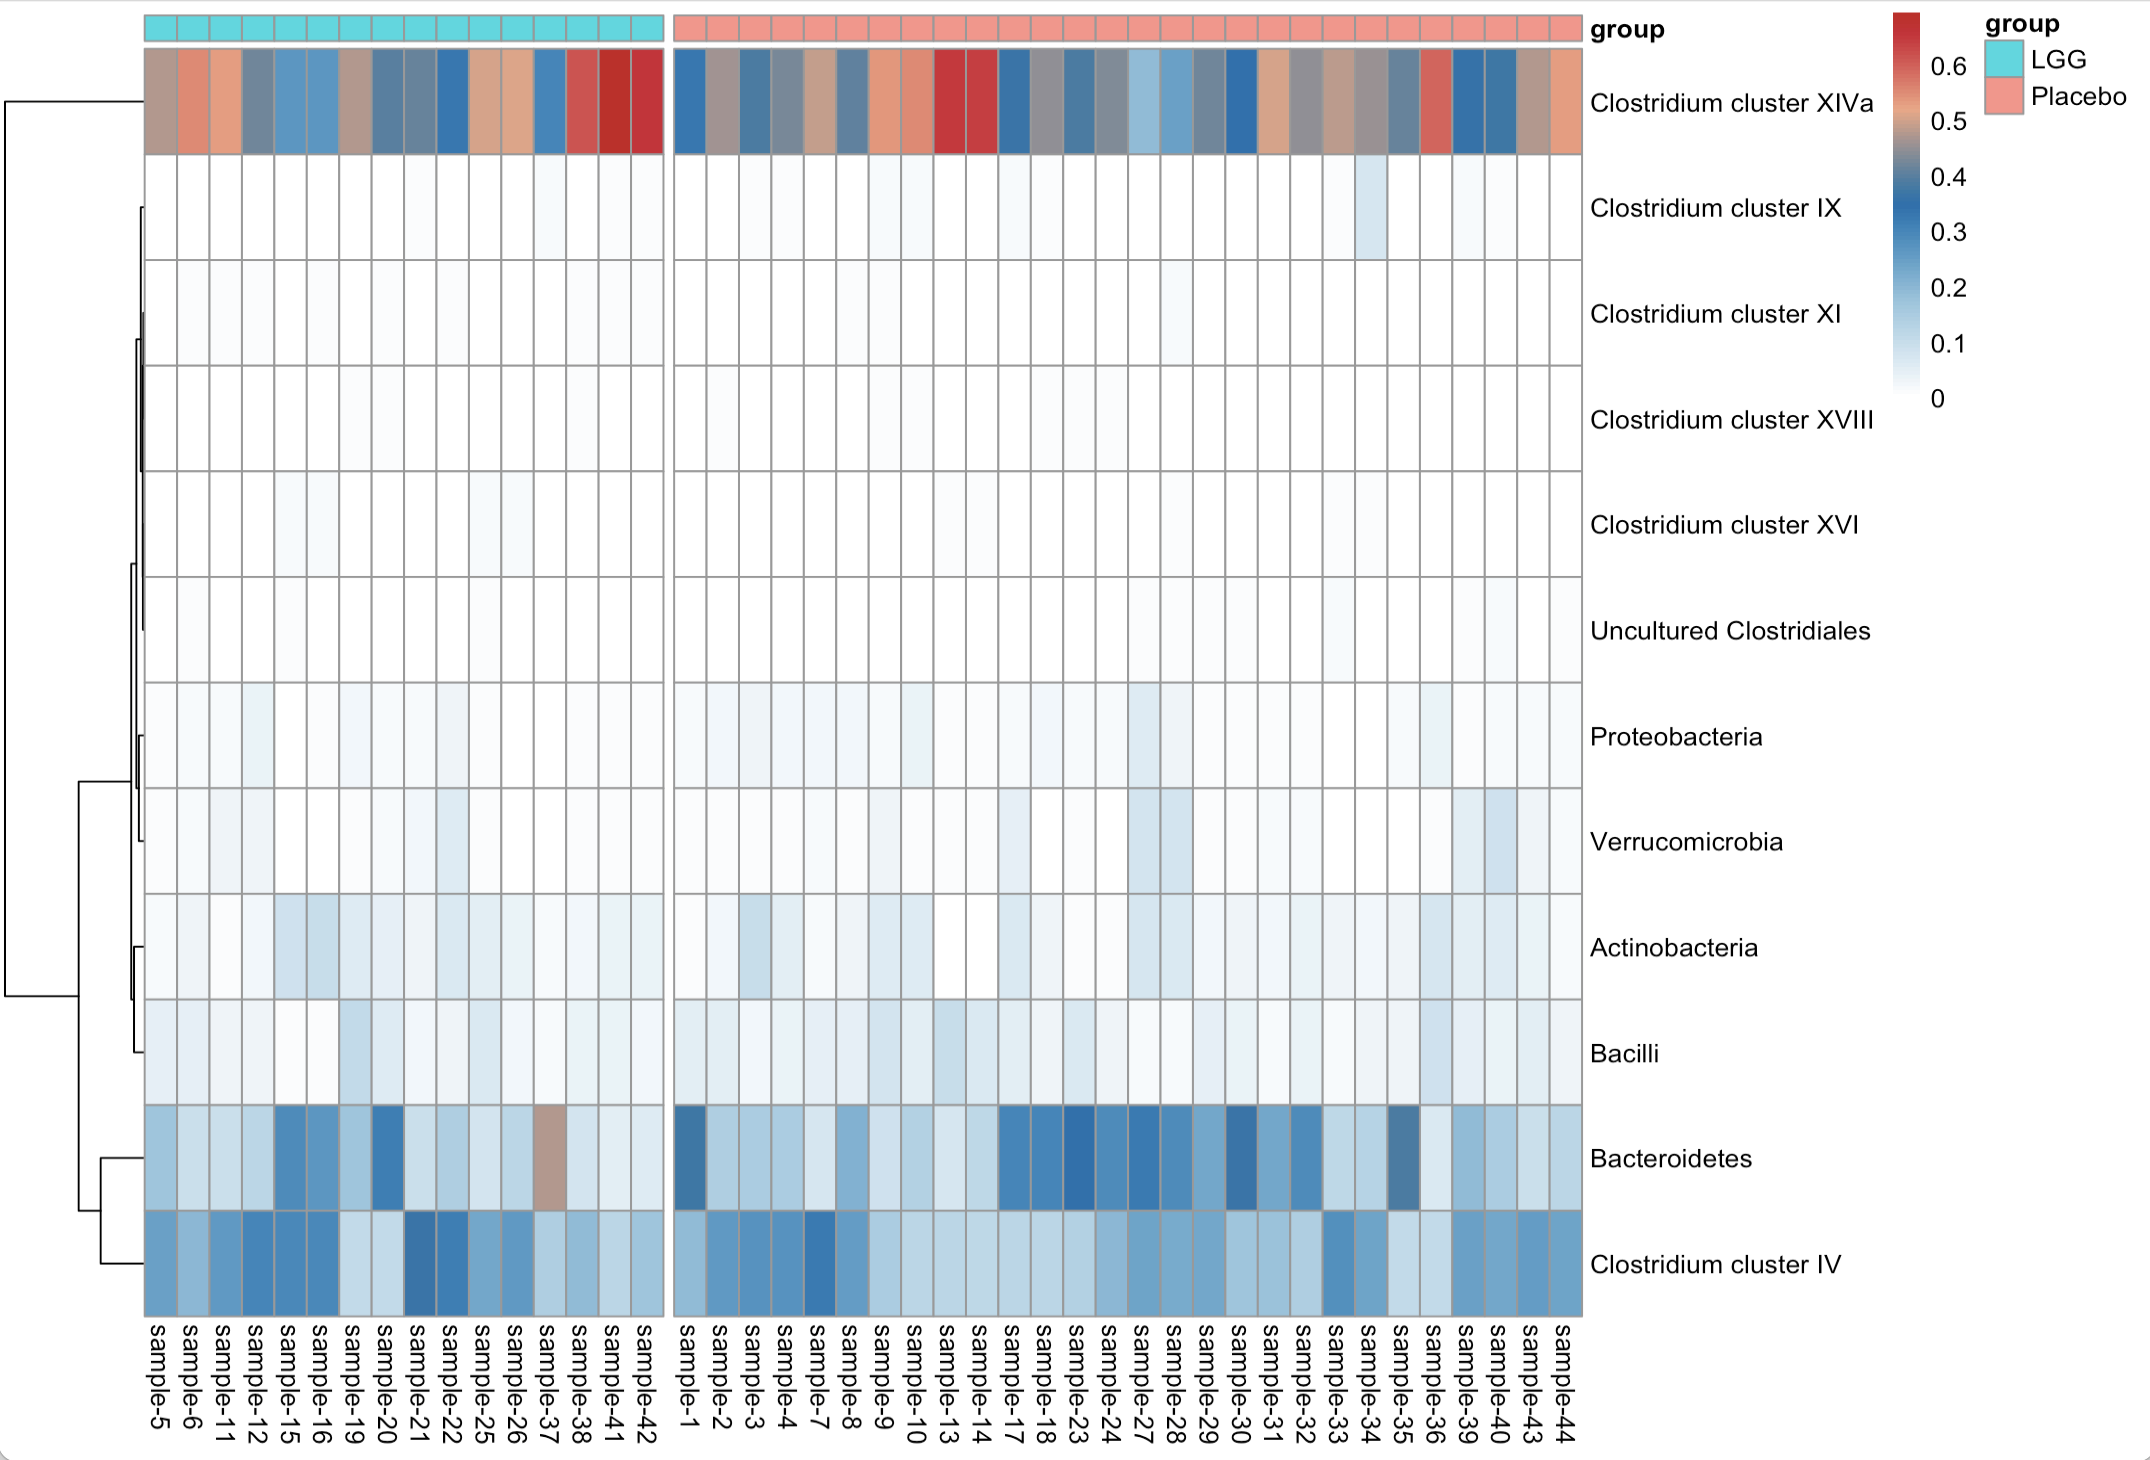 group
Clostridium cluster XIVa
Clostridium cluster IX
Clostridium cluster XI
Clostridium cluster XVIII
Clostridium cluster XVI
Uncultured Clostridiales
Proteobacteria
Verrucomicrobia
Actinobacteria
Bacilli
Bacteroidetes
Clostridium cluster IV
0.6
0.5
0.4
0.3
0.2
0.1
0
group
LGG
Placebo
sample-5
sample-6
sample-11
sample-12
sample-15
sample-16
sample-19
sample-20
sample-21
sample-22
sample-25
sample-26
sample-37
sample-38
sample-41
sample-42
sample-1
sample-2
sample-3
sample-4
sample-7
sample-8
sample-9
sample-10
sample-13
sample-14
sample-17
sample-18
sample-23
sample-24
sample-27
sample-28
sample-29
sample-30
sample-31
sample-32
sample-33
sample-34
sample-35
sample-36
sample-39
sample-40
sample-43
sample-44